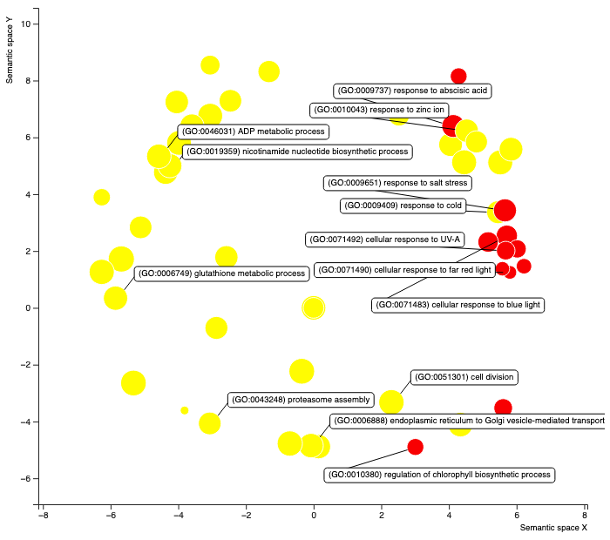 Semantic space Y
10
8
(GO:0009737) response to abscisic acid
(GO:0010043) response to zinc ion
6
(GO:0046031) ADP metabolic process
(GO:0019359) nicotinamide nucleotide biosynthetic process
4
(GO:0009651) response to salt stress
(GO:0009409) response to cold
2
(GO:0071492) cellular response to UV-A
(GO:0071490) cellular response to far red light
(GO:0006749) glutathione metabolic process
(GO:0071483) cellular response to blue light
0
−2
(GO:0051301) cell division
(GO:0043248) proteasome assembly
−4
(GO:0006888) endoplasmic reticulum to Golgi vesicle-mediated transport
(GO:0010380) regulation of chlorophyll biosynthetic process
−6
−8 −6 −4 −2 0 2 4 6 8
Semantic space X